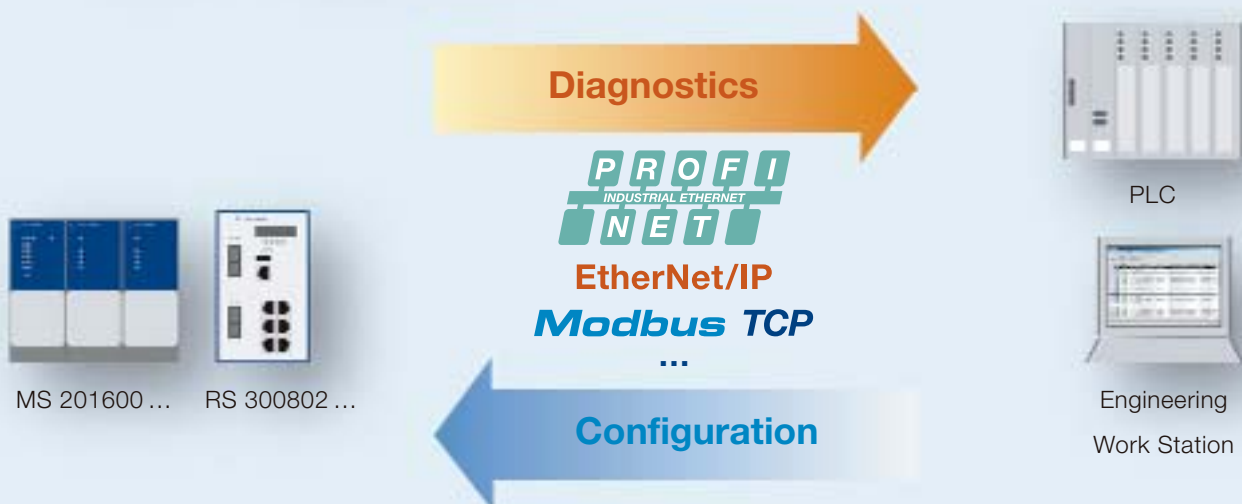 Diagnostics
PROFI
INDUSTRIAL ETHERNET
NET
EtherNet/IP
Modbus TCP
...
Configuration
MS 201600 ...
RS 300802 ...
PLC
Engineering
Work Station